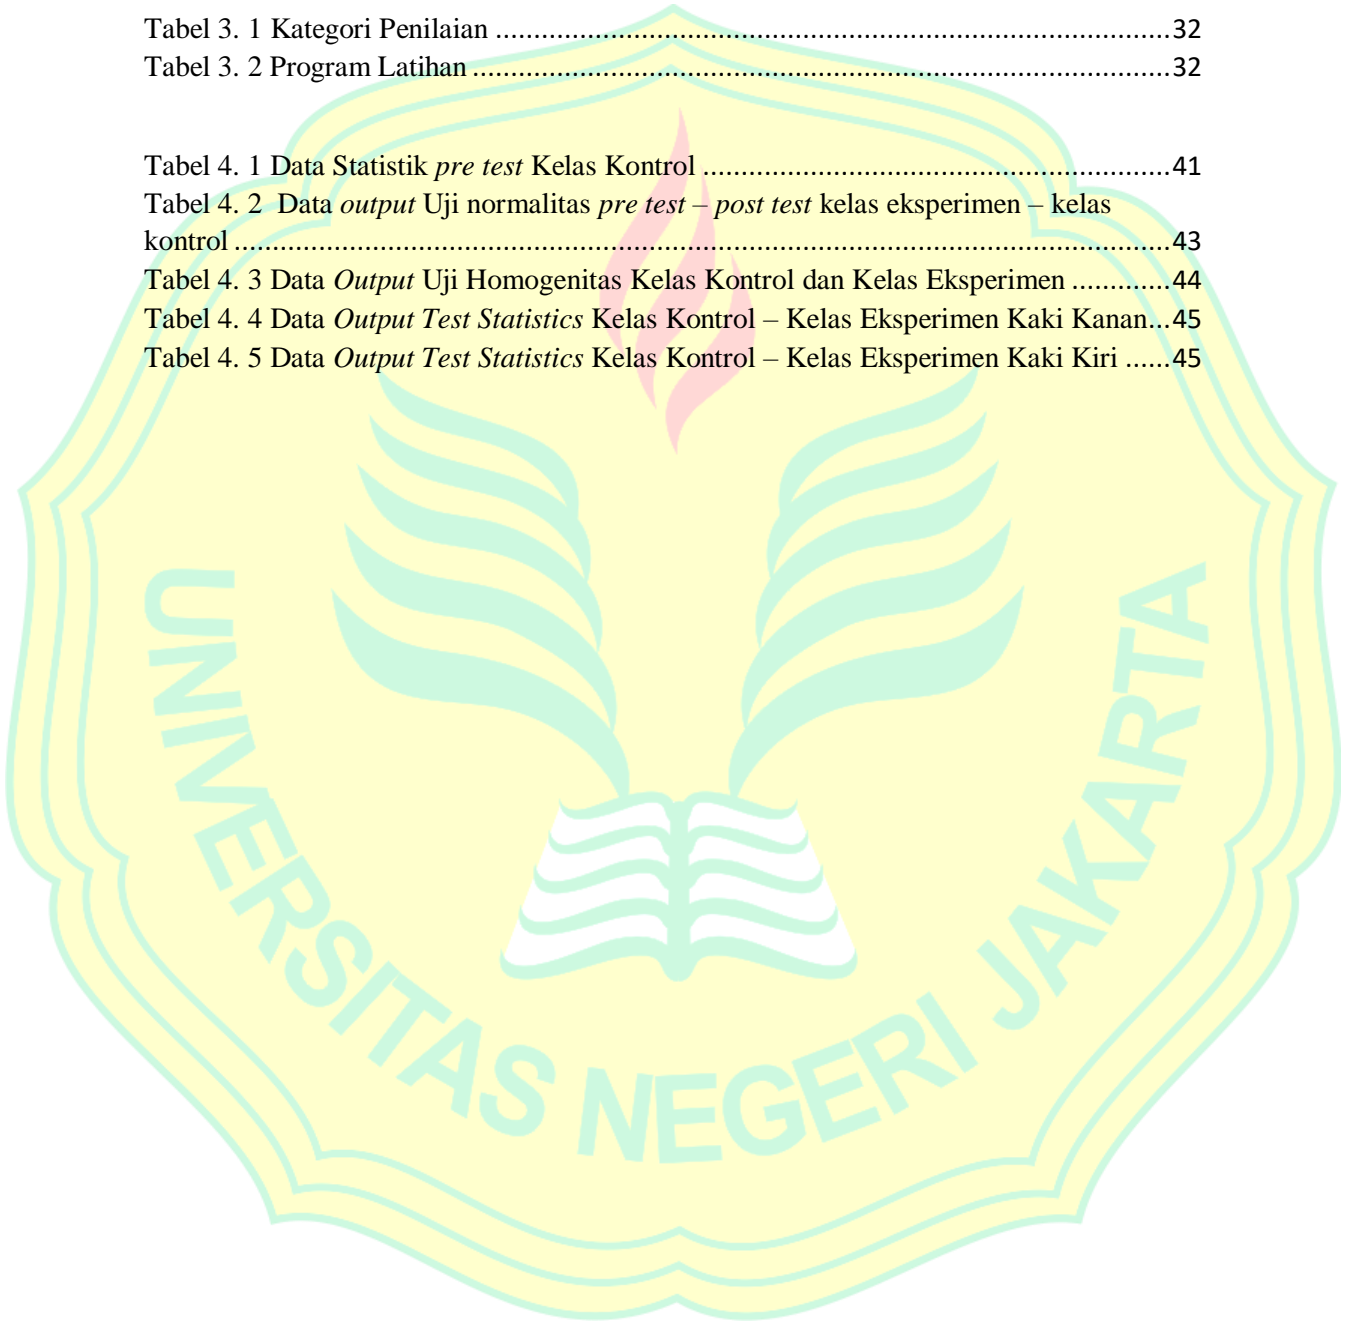 Tabel 3. 1 Kategori Penilaian ..........................................................................................32
Tabel 3. 2 Program Latihan .............................................................................................32
Tabel 4. 1 Data Statistik pre test Kelas Kontrol ...............................................................41
Tabel 4. 2  Data output Uji normalitas pre test – post test kelas eksperimen – kelas
kontrol .............................................................................................................................43
Tabel 4. 3 Data Output Uji Homogenitas Kelas Kontrol dan Kelas Eksperimen .............44
Tabel 4. 4 Data Output Test Statistics Kelas Kontrol – Kelas Eksperimen Kaki Kanan...45
Tabel 4. 5 Data Output Test Statistics Kelas Kontrol – Kelas Eksperimen Kaki Kiri ......45
UNIVERSITAS NEGERI JAKARTA